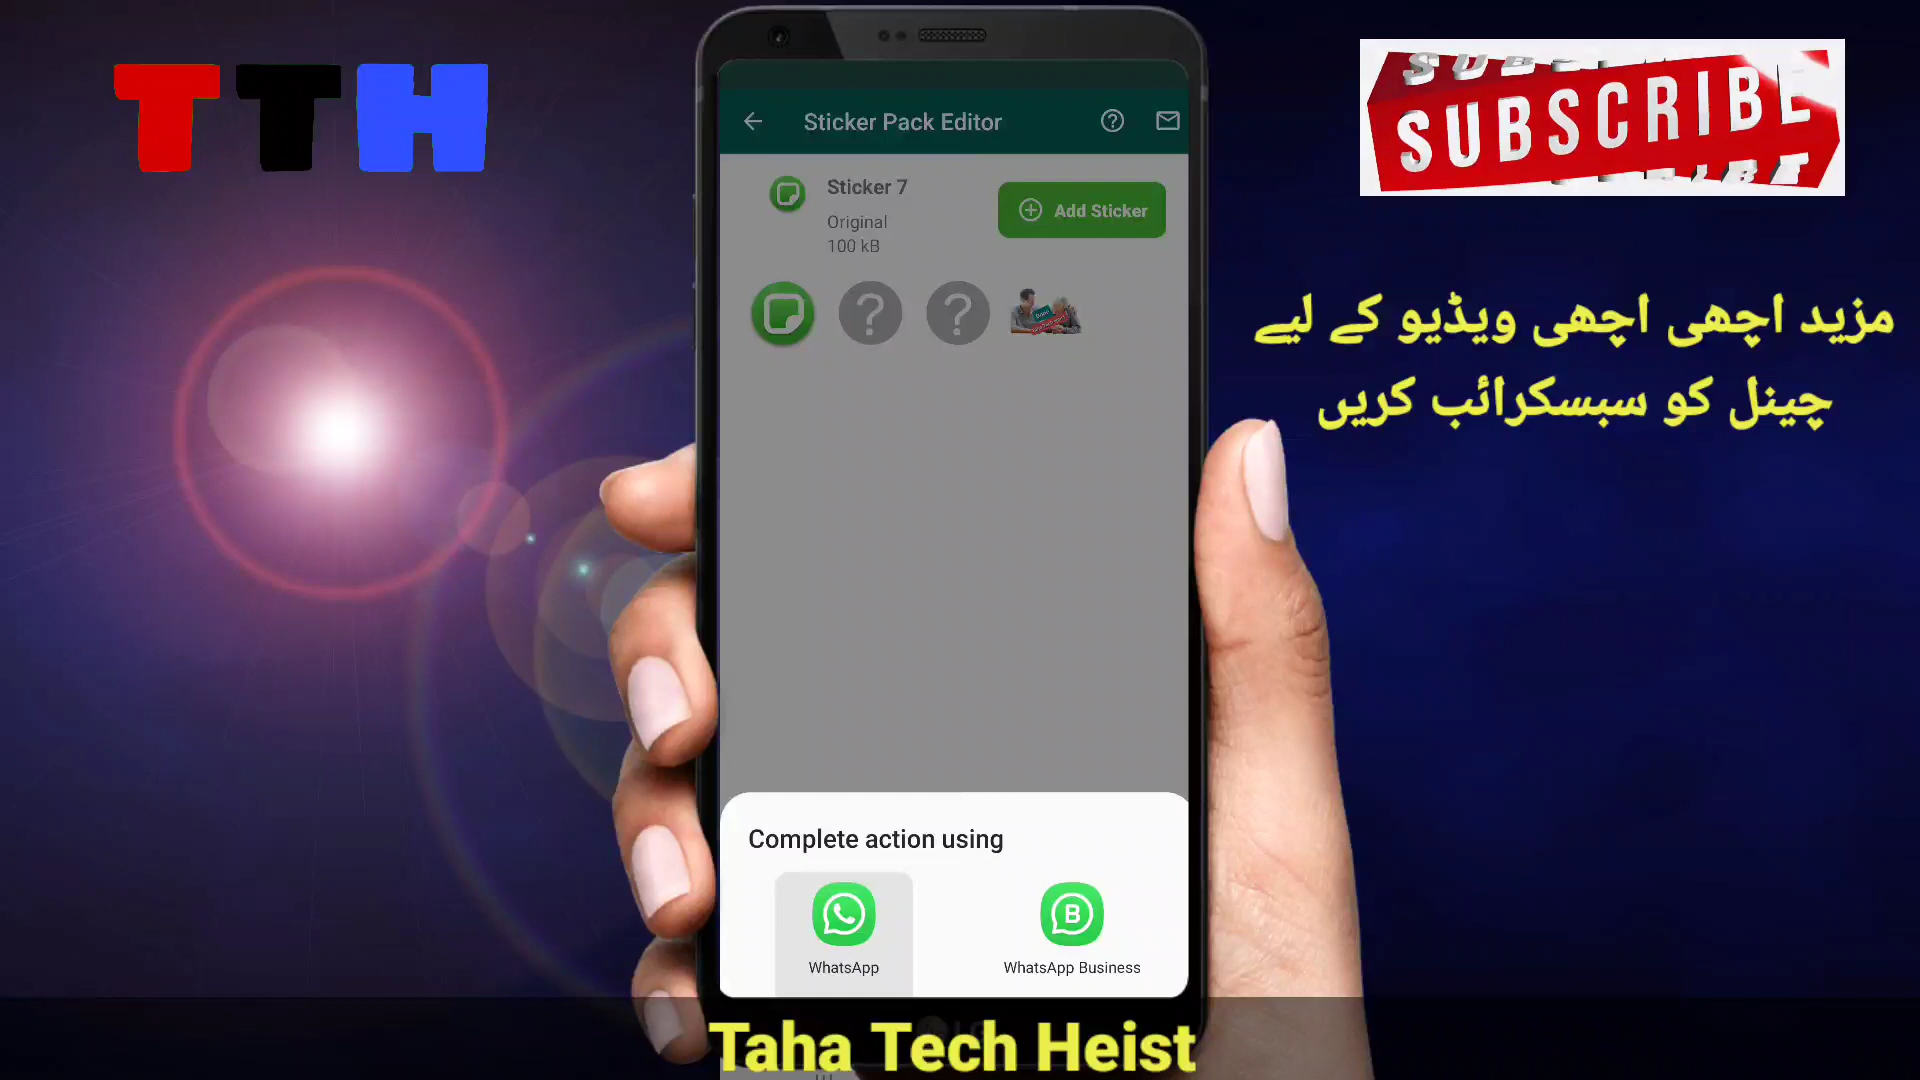 TTH
SUBSCRIBE
Sticker Pack Editor
Sticker 7
Original
100 kB
Add Sticker
مزید اچھی اچھی ویڈیو کے لیے
چینل کو سبسکرائب کریں
Complete action using
WhatsApp
WhatsApp Business
Taha Tech Heist